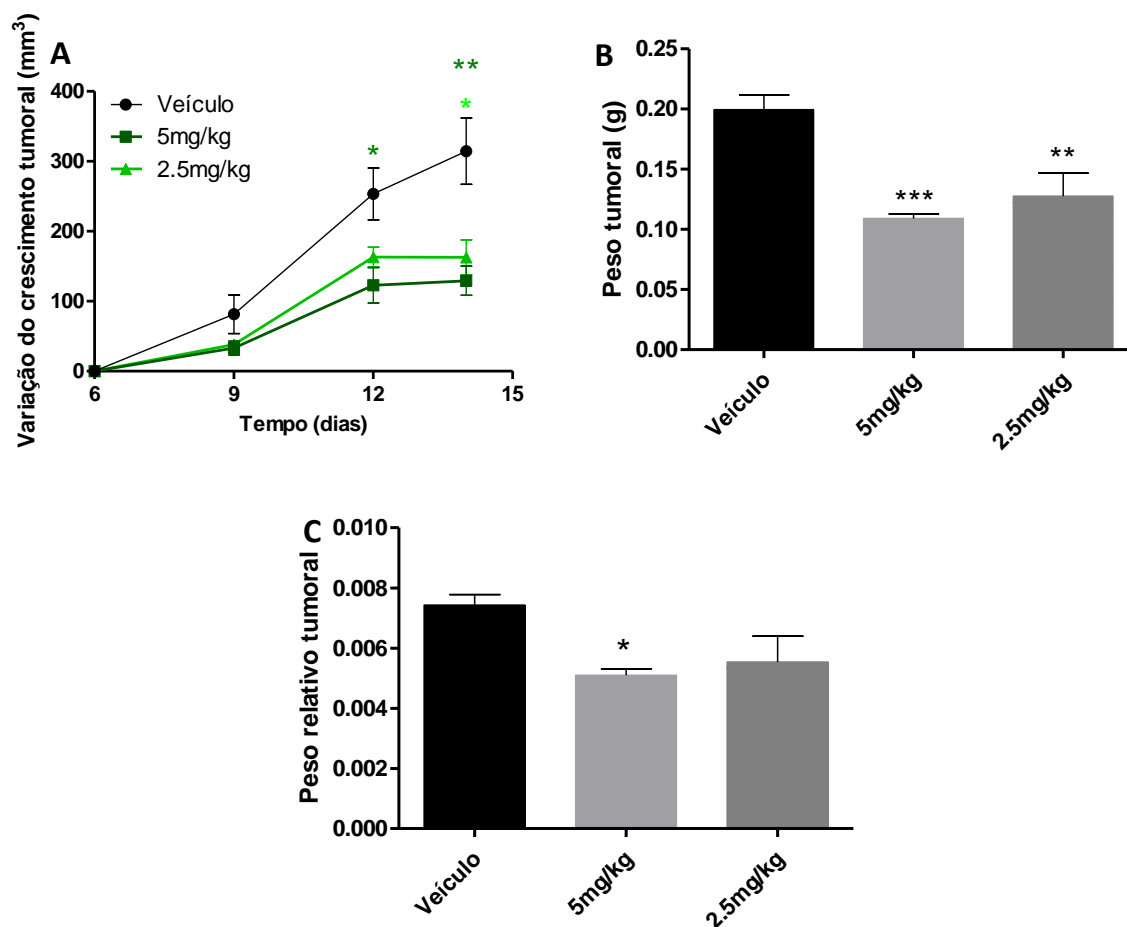 A
Variação do crescimento tumoral (mm³)
400
300
200
100
0
Veículo
5mg/kg
2.5mg/kg
*
**
*
6
9
12
15
Tempo (dias)
B
Peso tumoral (g)
0.25
0.20
0.15
0.10
0.05
0.00
***
**
Veículo
5mg/kg
2.5mg/kg
C
Peso relativo tumoral
0.010
0.008
0.006
0.004
0.002
0.000
*
Veículo
5mg/kg
2.5mg/kg